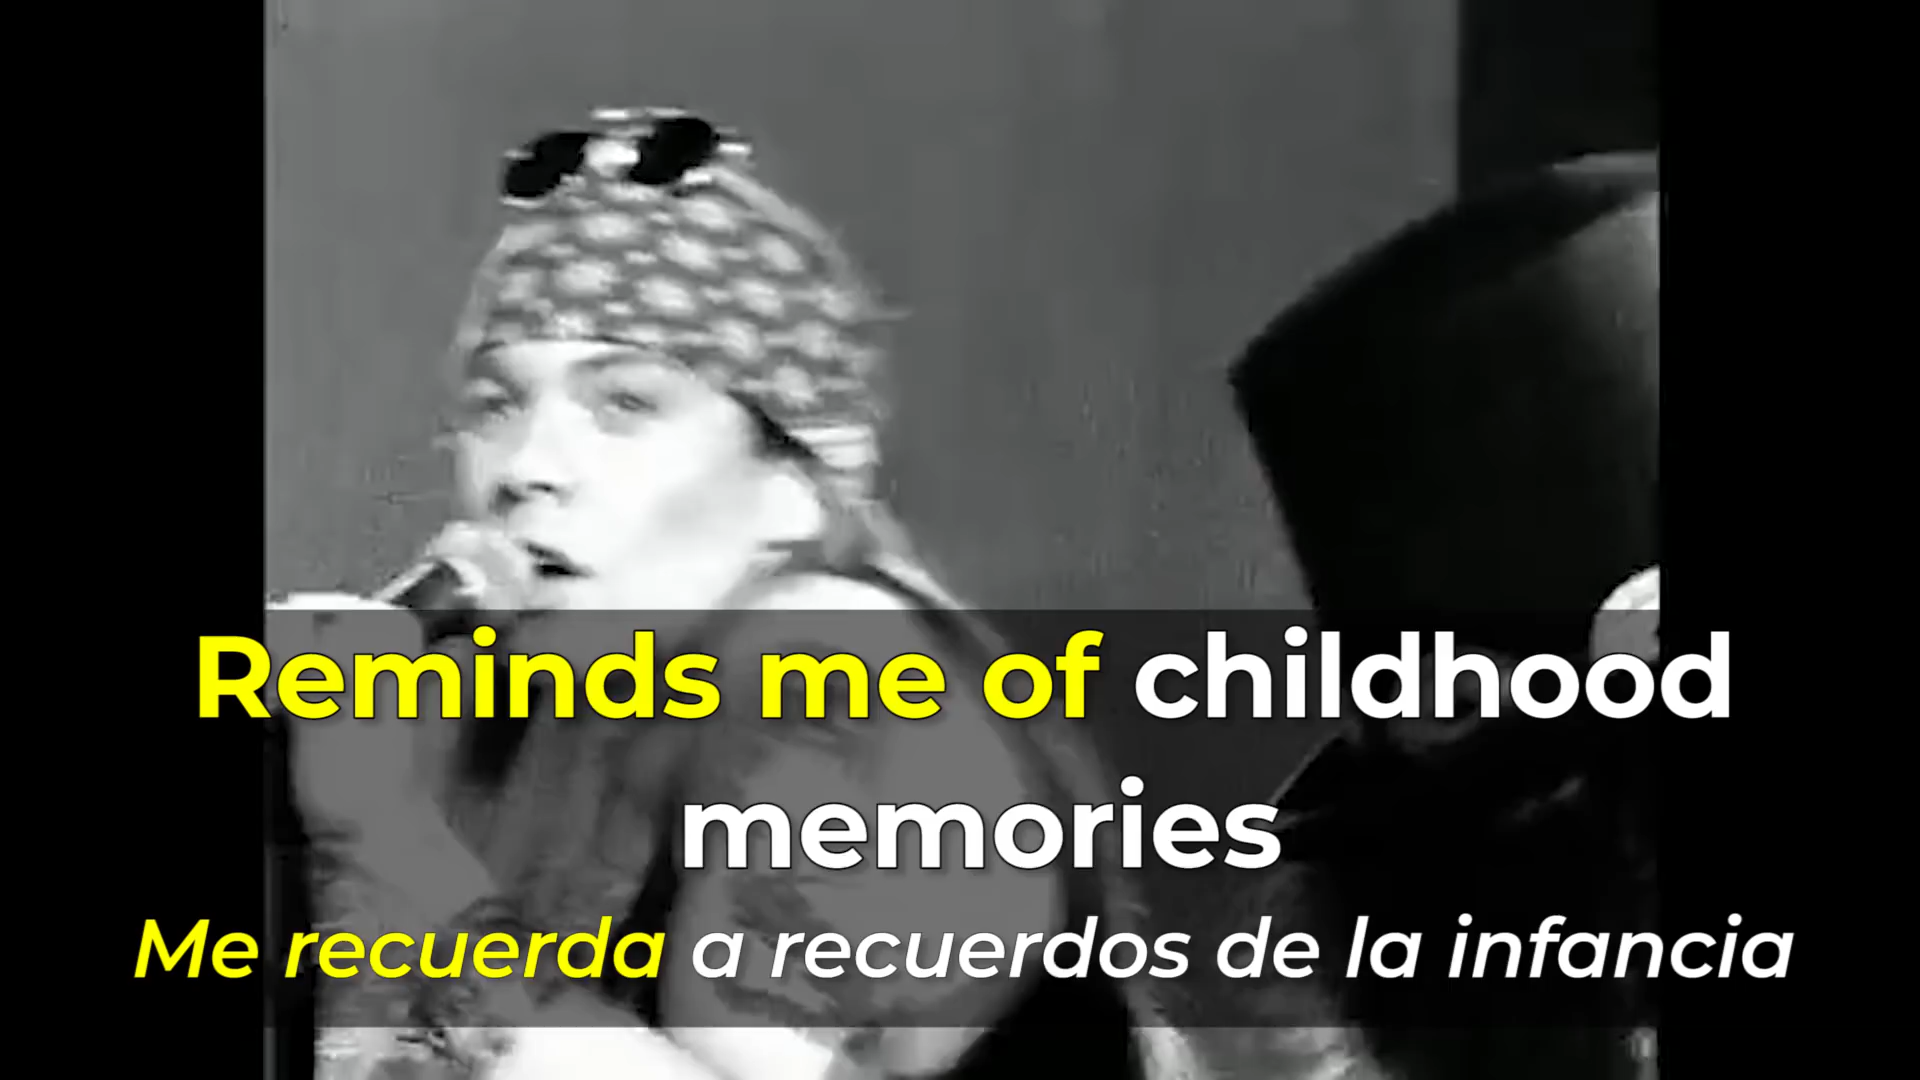 Reminds me of childhood
memories
Me recuerda a recuerdos de la infancia